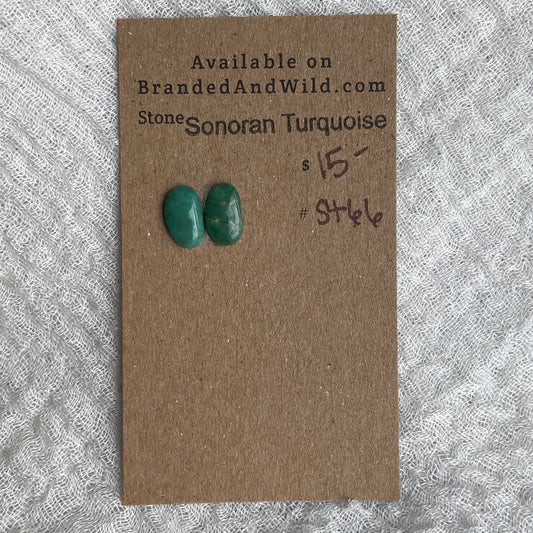 Available on
BrandedAndWild.com
Stone Sonoran Turquoise
$ 15-
# St66